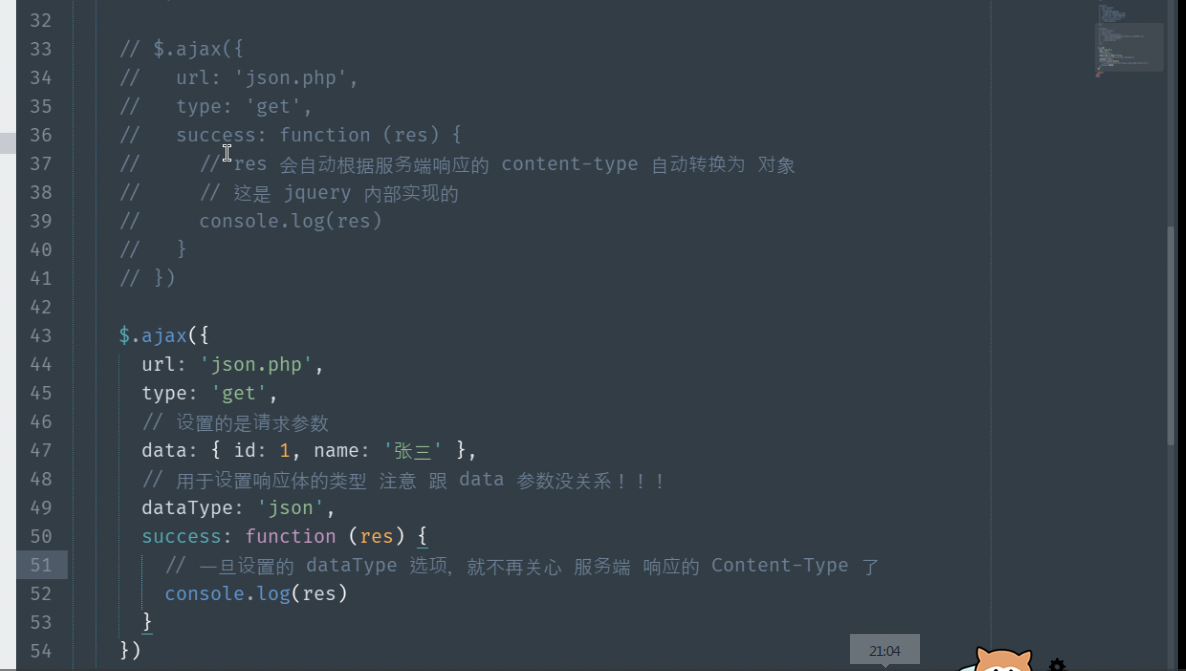 32
33 // $.ajax({
34 //   url: 'json.php',
35 //   type: 'get',
36 //   success: function (res) {
37 //     // res 会自动根据服务端响应的 content-type 自动转换为 对象
38 //     // 这是 jquery 内部实现的
39 //     console.log(res)
40 //   }
41 // })
42
43 $.ajax({
44   url: 'json.php',
45   type: 'get',
46   // 设置的是请求参数
47   data: { id: 1, name: '张三' },
48   // 用于设置响应体的类型 注意 跟 data 参数没关系！！！
49   dataType: 'json',
50   success: function (res) {
51     // 一旦设置的 dataType 选项，就不再关心 服务端 响应的 Content-Type 了
52     console.log(res)
53   }
54 })
21:04